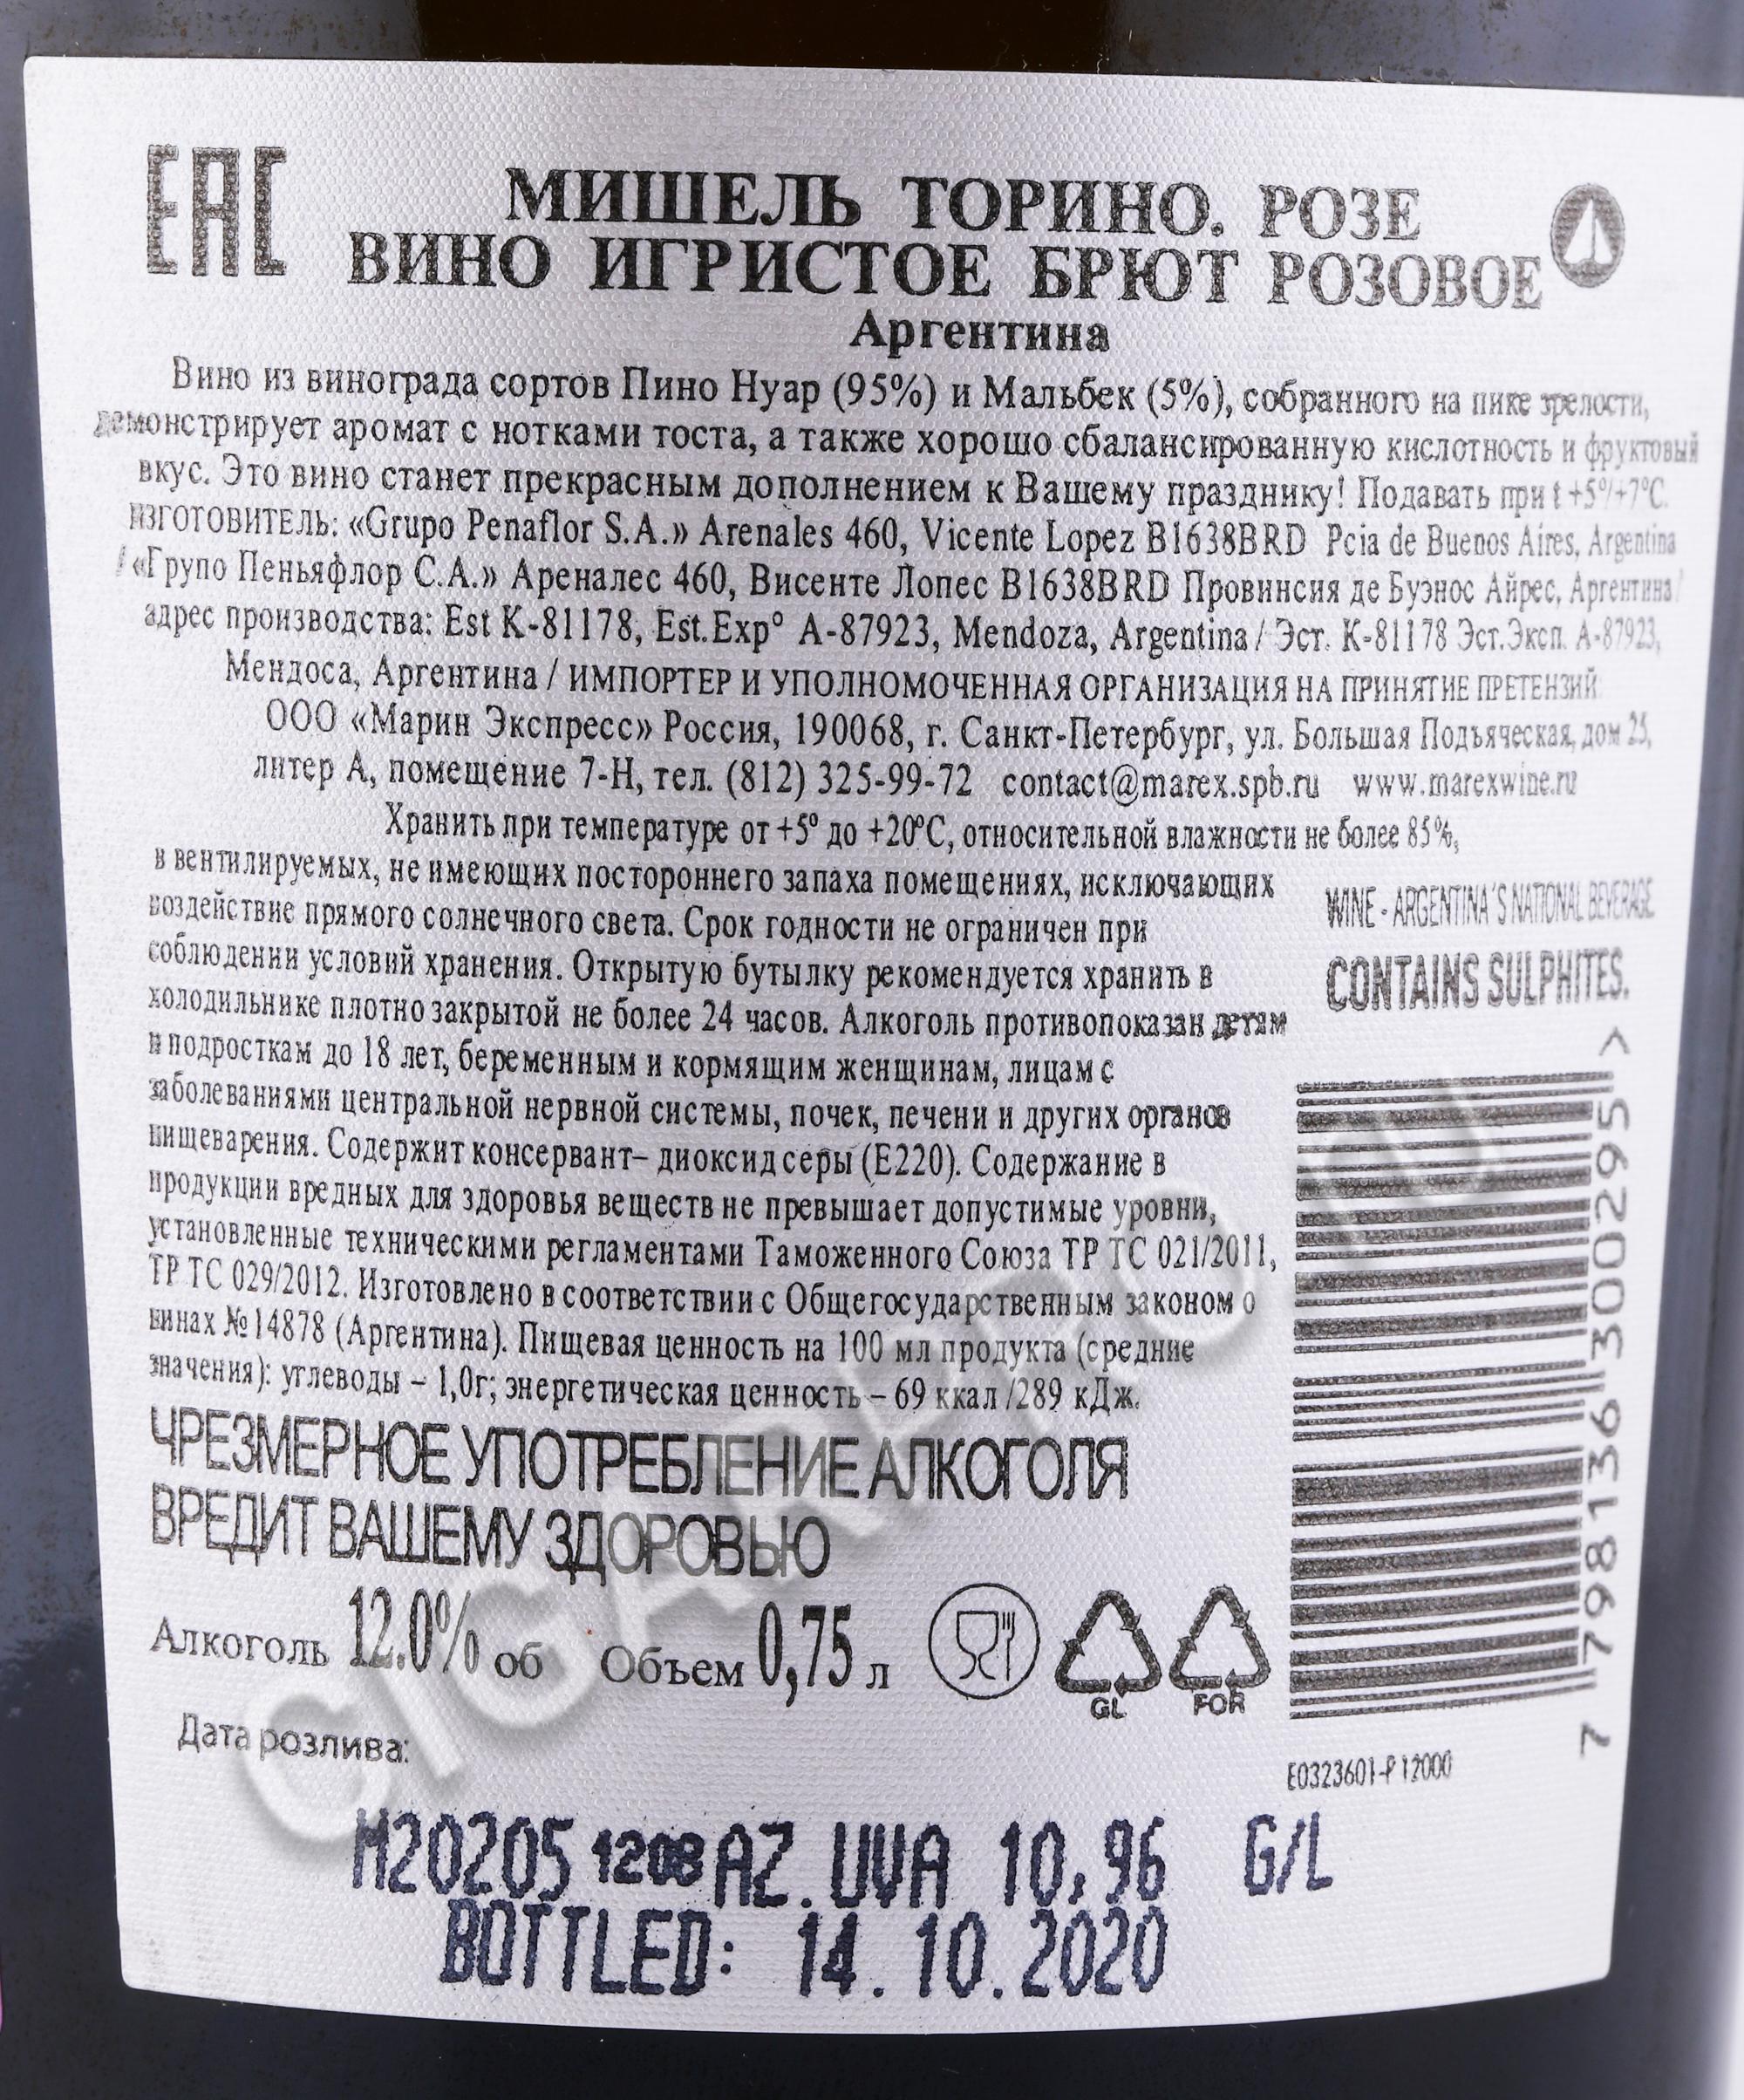 ЕАС
МИШЕЛЬ ТОРИНО. РОЗЕ
ВИНО ИГРИСТОЕ БРЮТ РОЗОВОЕ
Аргентина
Вино из винограда сортов Пино Нуар (95%) и Мальбек (5%), собранного на пике зрелости,
демонстрирует аромат с нотками тоста, а также хорошо сбалансированную кислотность и фруктовый
вкус. Это вино станет прекрасным дополнением к Вашему празднику! Подавать при t +5°/+7°C.
ИЗГОТОВИТЕЛЬ: «Grupo Penaflor S.A.» Arenales 460, Vicente Lopez B1638BRD Pcia de Buenos Aires, Argentina
/ «Групо Пеньяфлор С.А.» Ареналес 460, Висенте Лопес B1638BRD Провинсия де Буэнос Айрес, Аргентина/
адрес производства: Est K-81178, Est.Exp° A-87923, Mendoza, Argentina / Эст. К-81178 Эст.Эксп. А-87923,
Мендоса, Аргентина / ИМПОРТЕР И УПОЛНОМОЧЕННАЯ ОРГАНИЗАЦИЯ НА ПРИНЯТИЕ ПРЕТЕНЗИЙ
ООО «Марин Экспресс» Россия, 190068, г. Санкт-Петербург, ул. Большая Подъяческая, дом 25,
литер А, помещение 7-Н, тел. (812) 325-99-72 contact@marex.spb.ru www.marexwine.ru
Хранить при температуре от +5° до +20°C, относительной влажности не более 85%,
в вентилируемых, не имеющих постороннего запаха помещениях, исключающих
воздействие прямого солнечного света. Срок годности не ограничен при
соблюдении условий хранения. Открытую бутылку рекомендуется хранить в
холодильнике плотно закрытой не более 24 часов. Алкоголь противопоказан детям
и подросткам до 18 лет, беременным и кормящим женщинам, лицам с
заболеваниями центральной нервной системы, почек, печени и других органов
пищеварения. Содержит консервант– диоксид серы (Е220). Содержание в
продукции вредных для здоровья веществ не превышает допустимые уровни,
установленные техническими регламентами Таможенного Союза ТР ТС 021/2011,
ТР ТС 029/2012. Изготовлено в соответствии с Общегосударственным законом о
винах №14878 (Аргентина). Пищевая ценность на 100 мл продукта (средние
значения): углеводы – 1,0г; энергетическая ценность – 69 ккал /289 кДж.
WINE - ARGENTINA'S NATIONAL BEVERAGE
CONTAINS SULPHITES.
7 798136 300295 >
ЧРЕЗМЕРНОЕ УПОТРЕБЛЕНИЕ АЛКОГОЛЯ
ВРЕДИТ ВАШЕМУ ЗДОРОВЬЮ
Алкоголь 12.0% об Объем 0,75 л
GL FOR
Дата розлива:
E0323601-P 12000
M20205 1208 AZ.UVA 10,96 G/L
BOTTLED: 14.10.2020